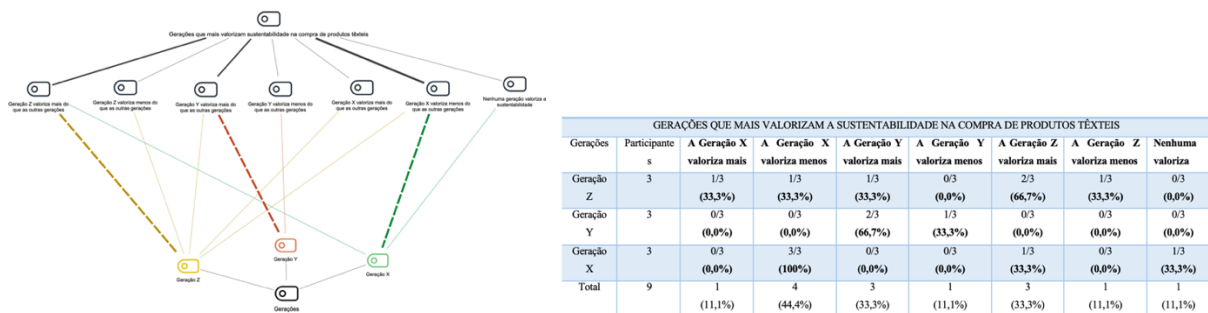 Gerações que mais valorizam sustentabilidade na compra de produtos têxteis
Geração Z valoriza mais do
que as outras gerações
Geração Z valoriza menos do
que as outras gerações
Geração Y valoriza mais do
que as outras gerações
Geração Y valoriza menos do
que as outras gerações
Geração X valoriza mais do
que as outras gerações
Geração X valoriza menos do
que as outras gerações
Nenhuma geração valoriza a
sustentabilidade
Geração Z
Geração Y
Geração X
Gerações
GERAÇÕES QUE MAIS VALORIZAM A SUSTENTABILIDADE NA COMPRA DE PRODUTOS TÊXTEIS
Gerações Participante A Geração X A Geração X A Geração Y A Geração Y A Geração Z A Geração Z Nenhuma
s valoriza mais valoriza menos valoriza mais valoriza menos valoriza mais valoriza menos valoriza
Geração 3 1/3 1/3 1/3 0/3 2/3 1/3 0/3
Z (33,3%) (33,3%) (33,3%) (0,0%) (66,7%) (33,3%) (0,0%)
Geração 3 0/3 0/3 2/3 1/3 0/3 0/3 0/3
Y (0,0%) (0,0%) (66,7%) (33,3%) (0,0%) (0,0%) (0,0%)
Geração 3 0/3 3/3 0/3 0/3 1/3 0/3 1/3
X (0,0%) (100%) (0,0%) (0,0%) (33,3%) (0,0%) (33,3%)
Total 9 1 4 3 1 3 1 1
(11,1%) (44,4%) (33,3%) (11,1%) (33,3%) (11,1%) (11,1%)